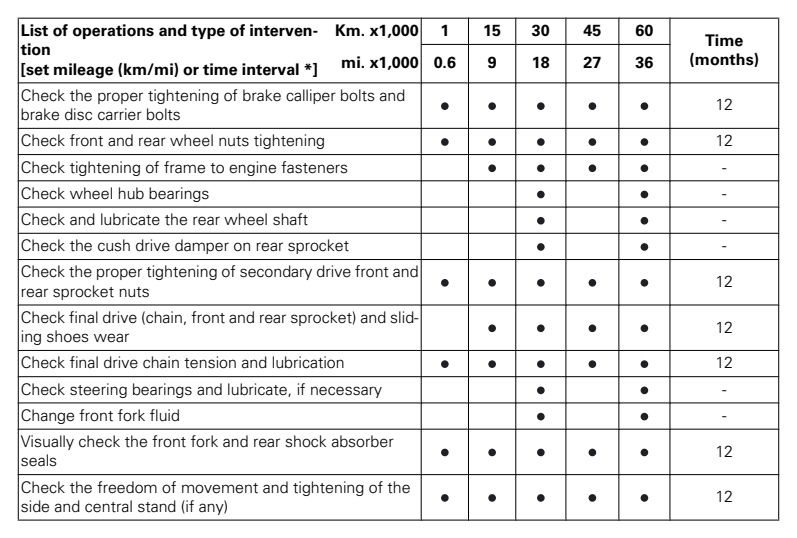 List of operations and type of interven- Km. x1,000 1 15 30 45 60 Time
tion
[set mileage (km/mi) or time interval *] mi. x1,000 0.6 9 18 27 36 (months)
Check the proper tightening of brake calliper bolts and
brake disc carrier bolts ● ● ● ● ● 12
Check front and rear wheel nuts tightening ● ● ● ● ● 12
Check tightening of frame to engine fasteners ● ● ● ● -
Check wheel hub bearings ● ● -
Check and lubricate the rear wheel shaft ● ● -
Check the cush drive damper on rear sprocket ● ● -
Check the proper tightening of secondary drive front and
rear sprocket nuts ● ● ● ● ● 12
Check final drive (chain, front and rear sprocket) and slid-
ing shoes wear ● ● ● ● 12
Check final drive chain tension and lubrication ● ● ● ● ● 12
Check steering bearings and lubricate, if necessary ● ● -
Change front fork fluid ● ● -
Visually check the front fork and rear shock absorber
seals ● ● ● ● ● 12
Check the freedom of movement and tightening of the
side and central stand (if any) ● ● ● ● ● 12